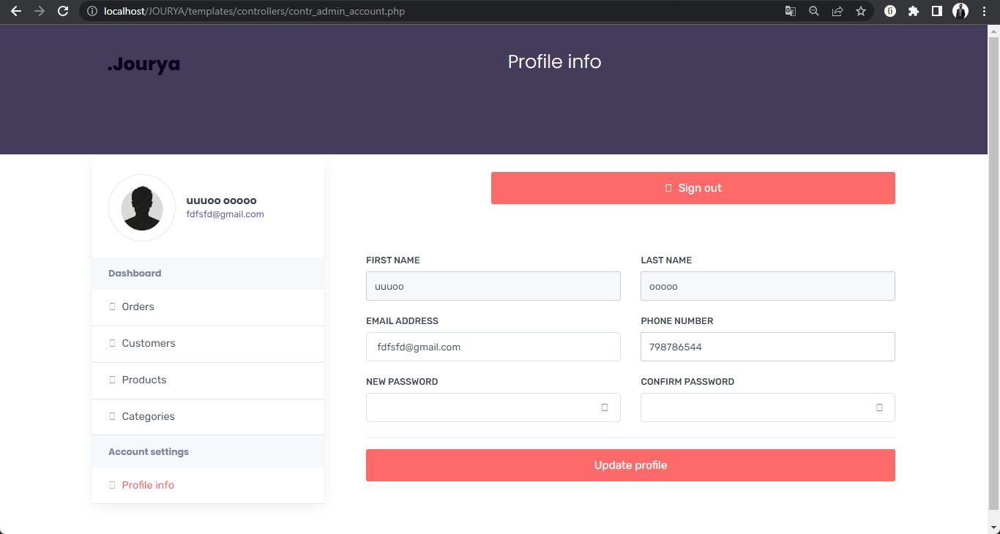 localhost/JOURYA/templates/controllers/contr_admin_account.php
.Jourya
Profile info
uuuoo ooooo
fdfsfd@gmail.com
Sign out
Dashboard
Orders
Customers
Products
Categories
Account settings
Profile info
FIRST NAME
LAST NAME
uuuoo
ooooo
EMAIL ADDRESS
PHONE NUMBER
fdfsfd@gmail.com
798786544
NEW PASSWORD
CONFIRM PASSWORD
Update profile